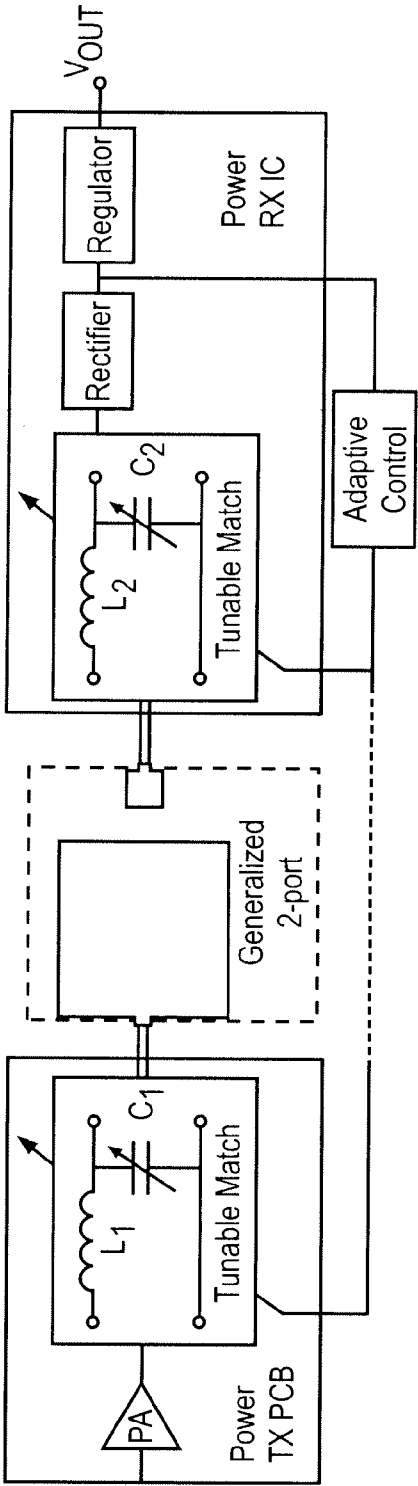 PA
L1
C1
Tunable Match
Power
TX PCB
Generalized
2-port
L2
C2
Tunable Match
Rectifier
Regulator
VOUT
Power
RX IC
Adaptive
Control